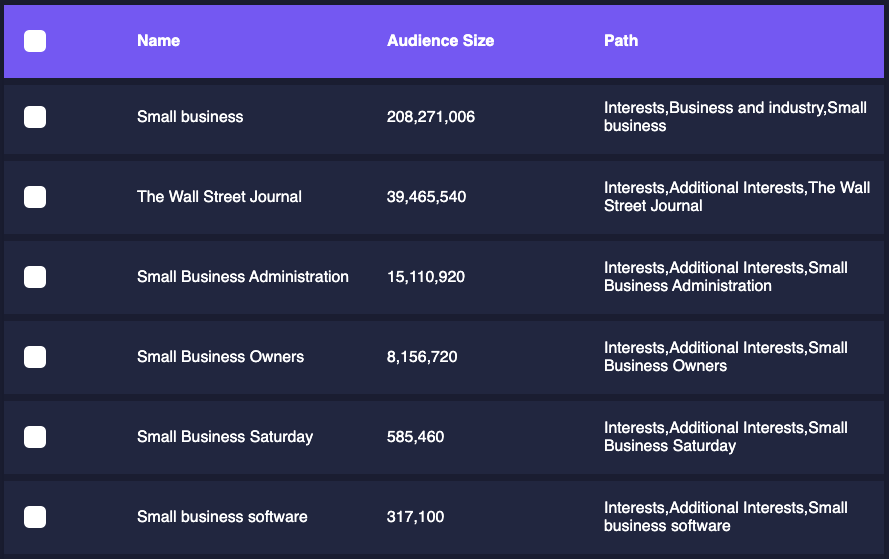 Name Audience Size Path
Small business 208,271,006 Interests,Business and industry,Small
business
The Wall Street Journal 39,465,540 Interests,Additional Interests,The Wall
Street Journal
Small Business Administration 15,110,920 Interests,Additional Interests,Small
Business Administration
Small Business Owners 8,156,720 Interests,Additional Interests,Small
Business Owners
Small Business Saturday 585,460 Interests,Additional Interests,Small
Business Saturday
Small business software 317,100 Interests,Additional Interests,Small
business software